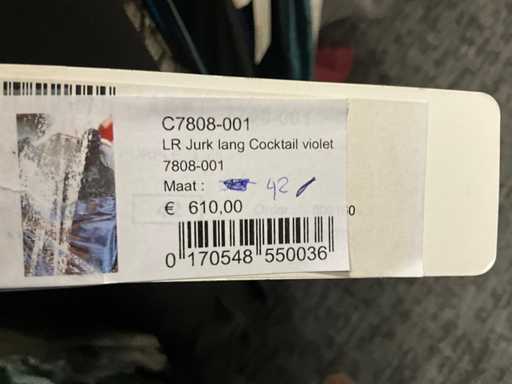 C7808-001
LR Jurk lang Cocktail violet
7808-001
Maat : 42
€ 610,00
0 170548 550036